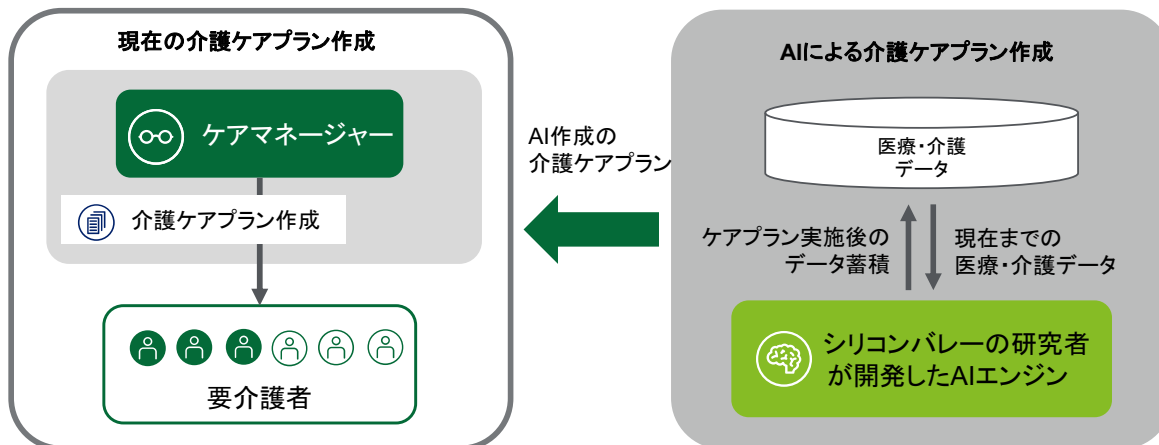 現在の介護ケアプラン作成
ケアマネージャー
介護ケアプラン作成
要介護者
AI作成の
介護ケアプラン
AIによる介護ケアプラン作成
医療・介護
データ
ケアプラン実施後の
データ蓄積
現在までの
医療・介護データ
シリコンバレーの研究者
が開発したAIエンジン